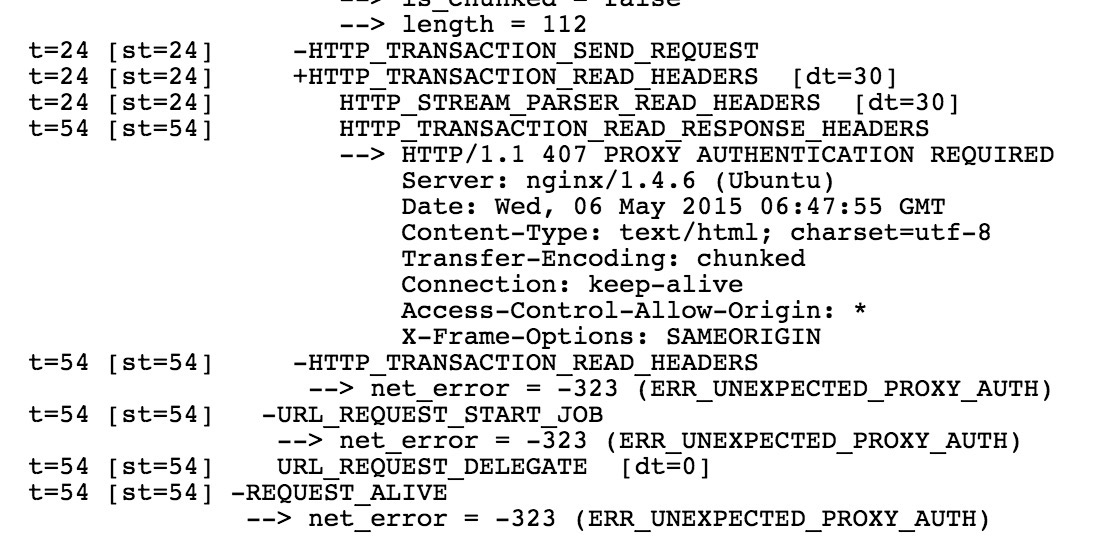 --> is_chunked = false
--> length = 112
t=24 [st=24] -HTTP_TRANSACTION_SEND_REQUEST
t=24 [st=24] +HTTP_TRANSACTION_READ_HEADERS [dt=30]
t=24 [st=24] HTTP_STREAM_PARSER_READ_HEADERS [dt=30]
t=54 [st=54] HTTP_TRANSACTION_READ_RESPONSE_HEADERS
--> HTTP/1.1 407 PROXY AUTHENTICATION REQUIRED
Server: nginx/1.4.6 (Ubuntu)
Date: Wed, 06 May 2015 06:47:55 GMT
Content-Type: text/html; charset=utf-8
Transfer-Encoding: chunked
Connection: keep-alive
Access-Control-Allow-Origin: *
X-Frame-Options: SAMEORIGIN
t=54 [st=54] -HTTP_TRANSACTION_READ_HEADERS
--> net_error = -323 (ERR_UNEXPECTED_PROXY_AUTH)
t=54 [st=54] -URL_REQUEST_START_JOB
--> net_error = -323 (ERR_UNEXPECTED_PROXY_AUTH)
t=54 [st=54] URL_REQUEST_DELEGATE [dt=0]
t=54 [st=54] -REQUEST_ALIVE
--> net_error = -323 (ERR_UNEXPECTED_PROXY_AUTH)